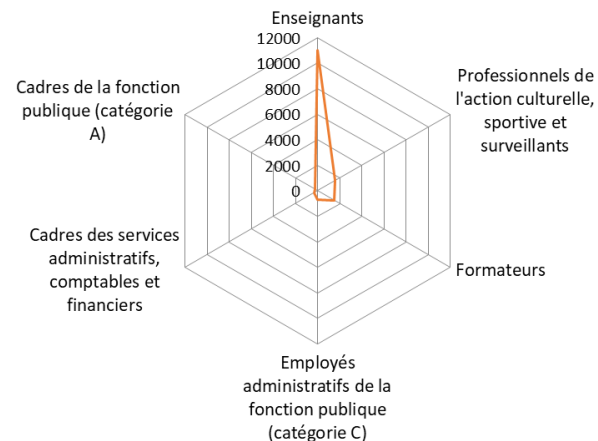 Enseignants
12000
10000
8000
6000
4000
2000
0
Professionnels de
l'action culturelle,
sportive et
surveillants
Formateurs
Employés
administratifs de la
fonction publique
(catégorie C)
Cadres des services
administratifs,
comptables et
financiers
Cadres de la fonction
publique (catégorie
A)